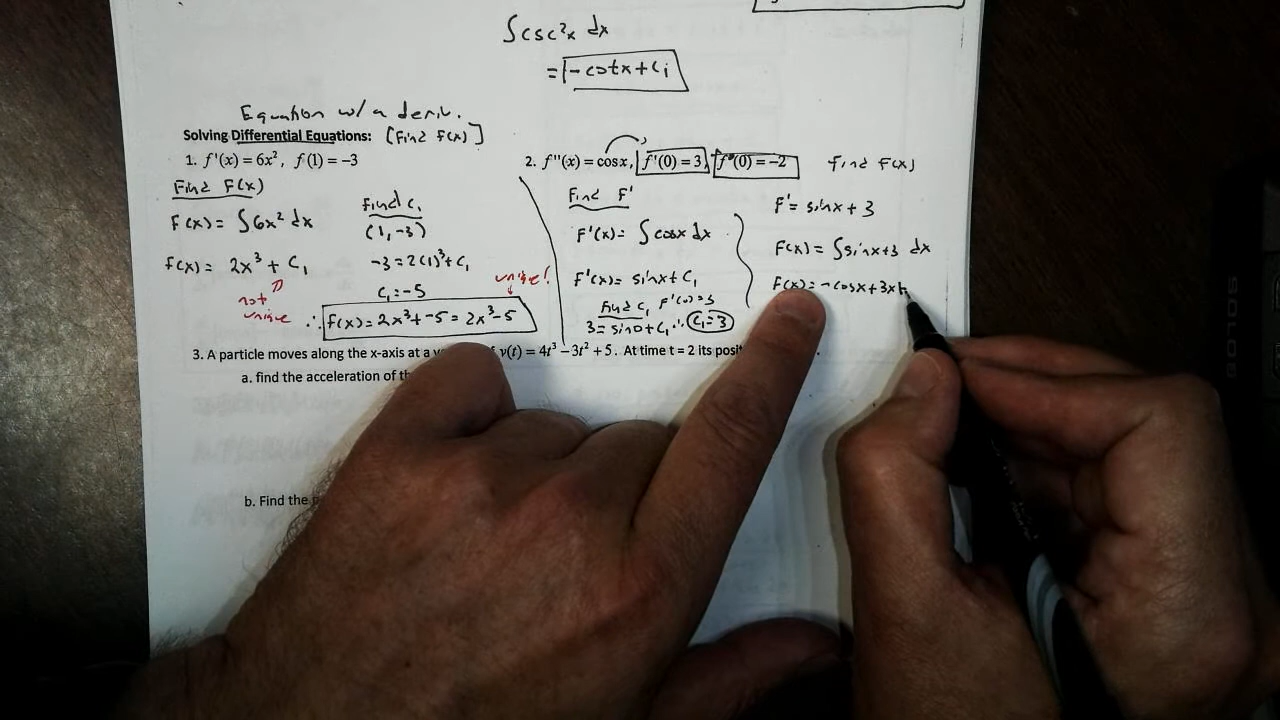 ∫csc²x dx
= -cotx+C₁
Equation w/ a deriv.
Solving Differential Equations: [Find F(x)]
1. f'(x) = 6x², f(1) = −3
Find F(x)
F(x) = ∫6x² dx
f(x) = 2x³ + C₁
not
unique
Find C₁
(1,-3)
-3=2(1)³+C₁
C₁=-5
unique!
∴ f(x)=2x³+-5 = 2x³-5
2. f''(x) = cosx, f'(0) = 3, f(0) = −2 Find F(x)
Find F'
F'(x) = ∫cosx dx
F'(x) = sinx+C₁
Find C₁ F'(0)=3
3=sin0+C₁ ∴ C₁=3
F' = sinx + 3
F(x) = ∫sinx+3 dx
F(x) = -cosx+3x
3. A particle moves along the x-axis at a v(t) = 4t³ − 3t² + 5. At time t = 2 its
a. find the acceleration of
b. Find the
SOLO5